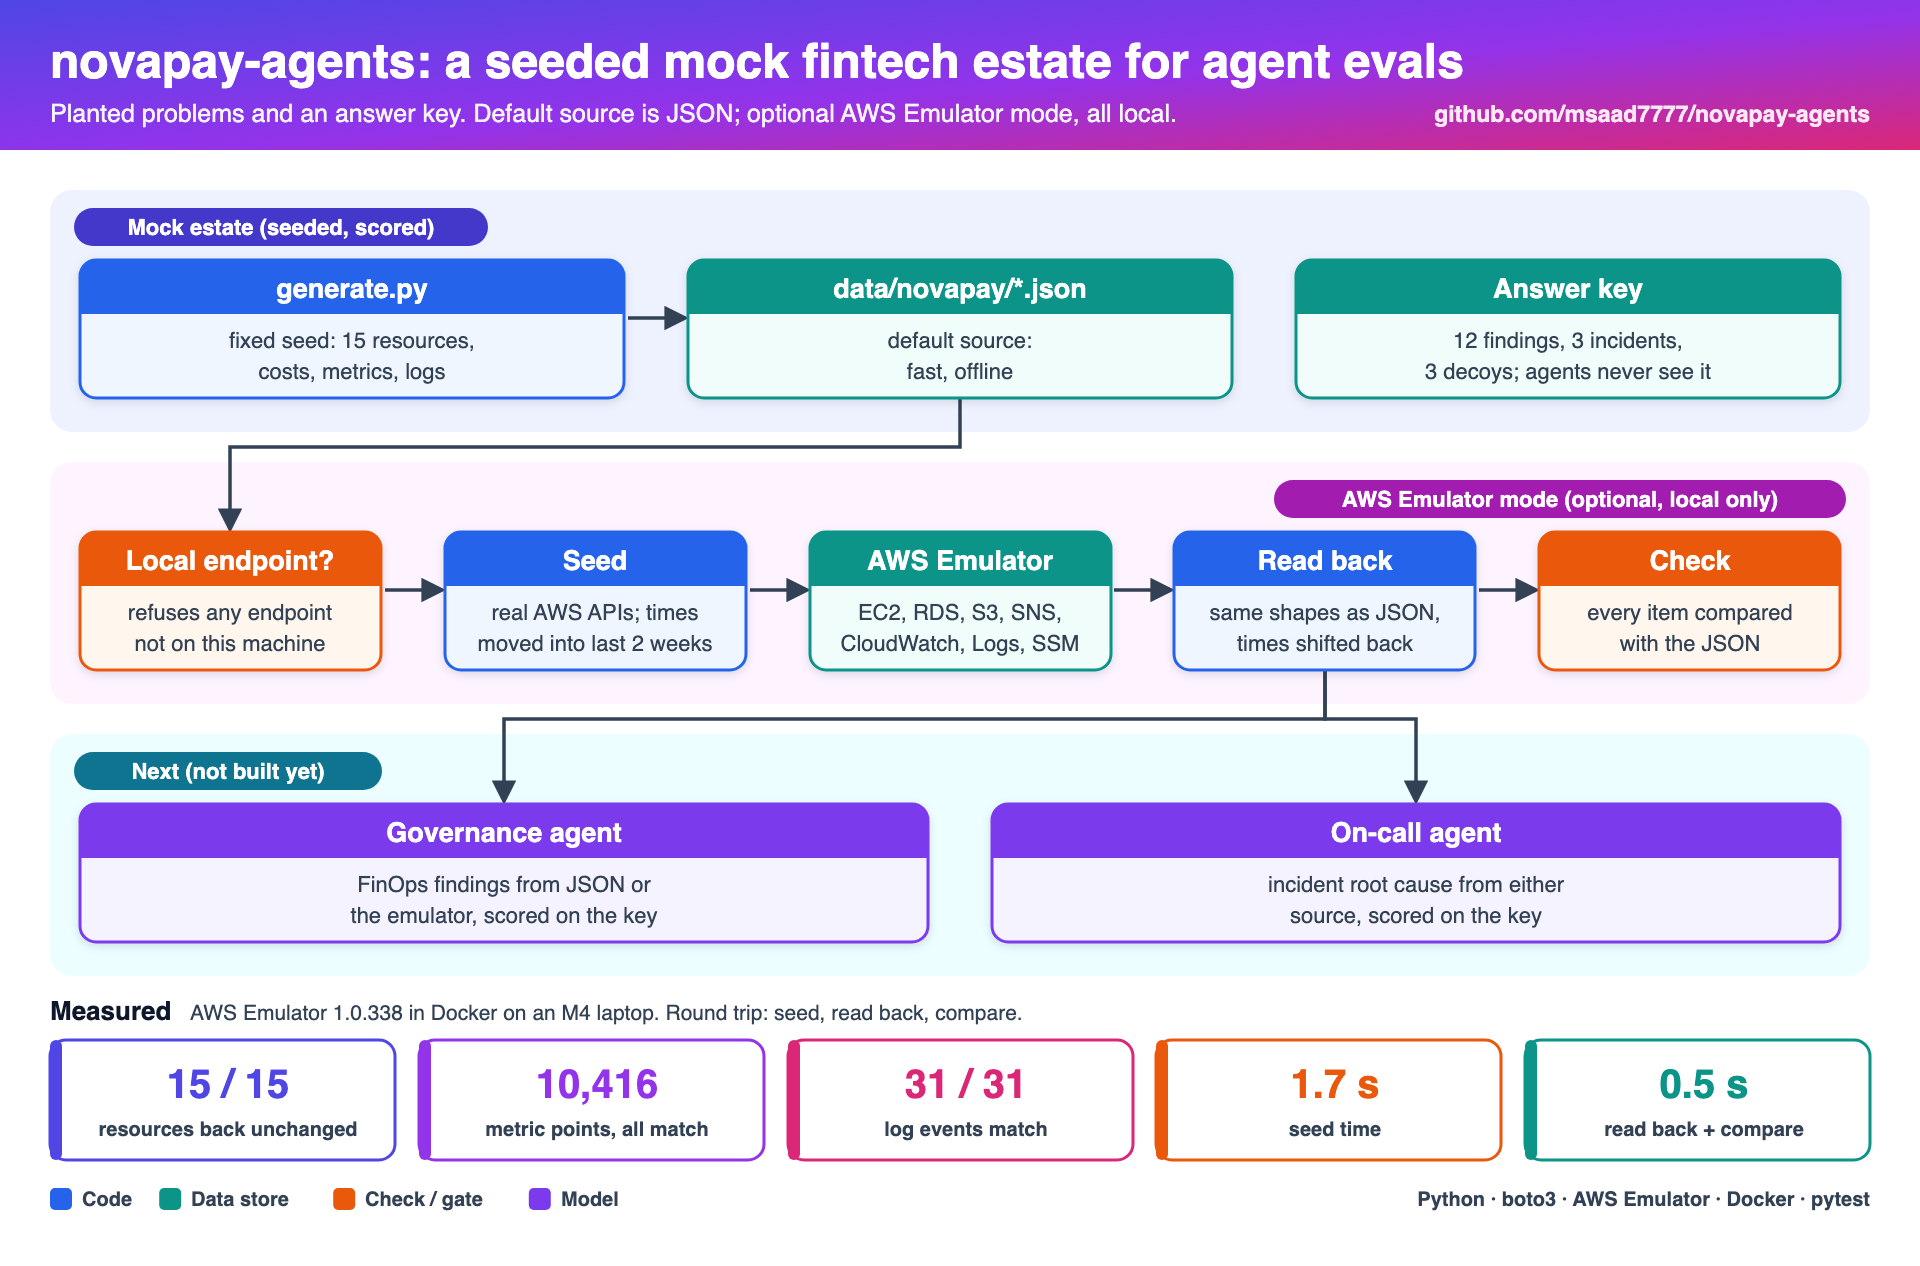 novapay-agents: a seeded mock fintech estate for agent evals
Planted problems and an answer key. Default source is JSON; optional AWS Emulator mode, all local.
github.com/msaad7777/novapay-agents
Mock estate (seeded, scored)
generate.py
fixed seed: 15 resources,
costs, metrics, logs
data/novapay/*.json
default source:
fast, offline
Answer key
12 findings, 3 incidents,
3 decoys; agents never see it
AWS Emulator mode (optional, local only)
Local endpoint?
refuses any endpoint
not on this machine
Seed
real AWS APIs; times
moved into last 2 weeks
AWS Emulator
EC2, RDS, S3, SNS,
CloudWatch, Logs, SSM
Read back
same shapes as JSON,
times shifted back
Check
every item compared
with the JSON
Next (not built yet)
Governance agent
FinOps findings from JSON or
the emulator, scored on the key
On-call agent
incident root cause from either
source, scored on the key
Measured
AWS Emulator 1.0.338 in Docker on an M4 laptop. Round trip: seed, read back, compare.
15 / 15
resources back unchanged
10,416
metric points, all match
31 / 31
log events match
1.7 s
seed time
0.5 s
read back + compare
Code
Data store
Check / gate
Model
Python · boto3 · AWS Emulator · Docker · pytest